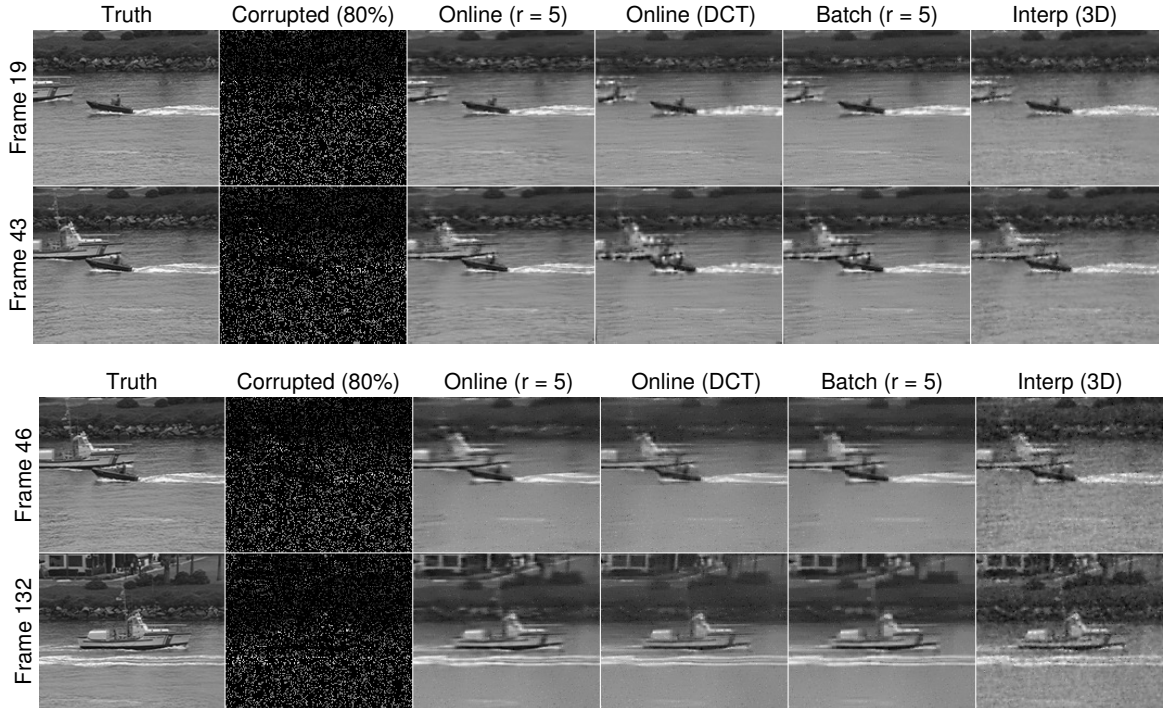 Truth Corrupted (80%) Online (r = 5) Online (DCT) Batch (r = 5) Interp (3D)
Frame 19
Frame 43
Truth Corrupted (80%) Online (r = 5) Online (DCT) Batch (r = 5) Interp (3D)
Frame 46
Frame 132